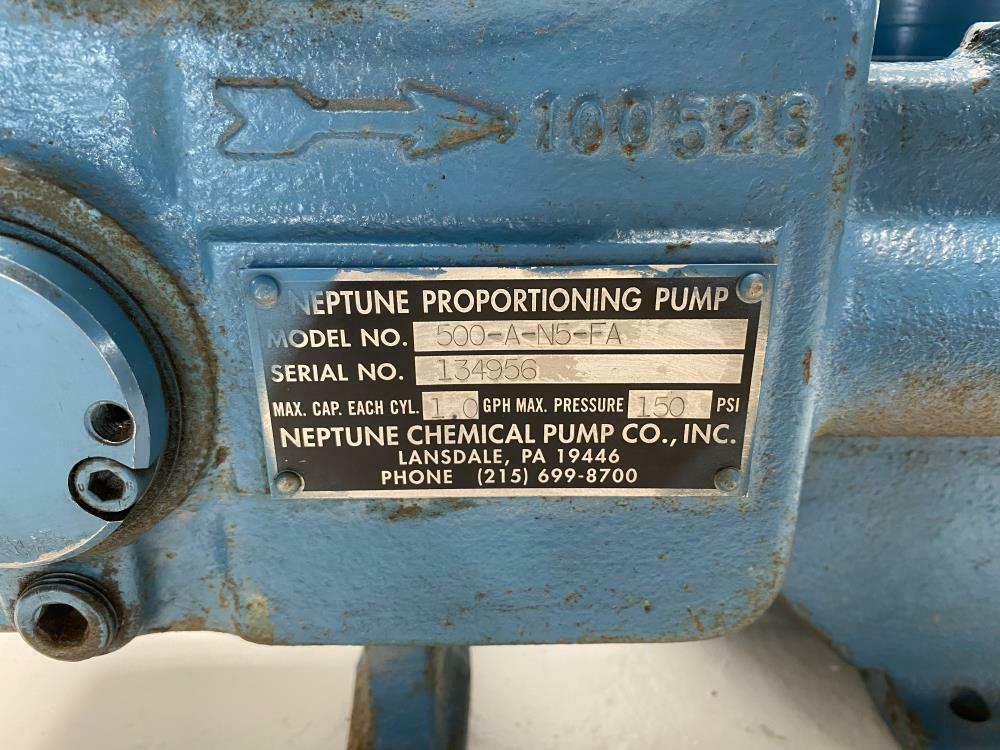 100526
NEPTUNE PROPORTIONING PUMP
MODEL NO. 500-A-N5-FA
SERIAL NO. 134956
MAX. CAP. EACH CYL. 1.0 GPH MAX. PRESSURE 150 PSI
NEPTUNE CHEMICAL PUMP CO., INC.
LANSDALE, PA 19446
PHONE (215) 699-8700